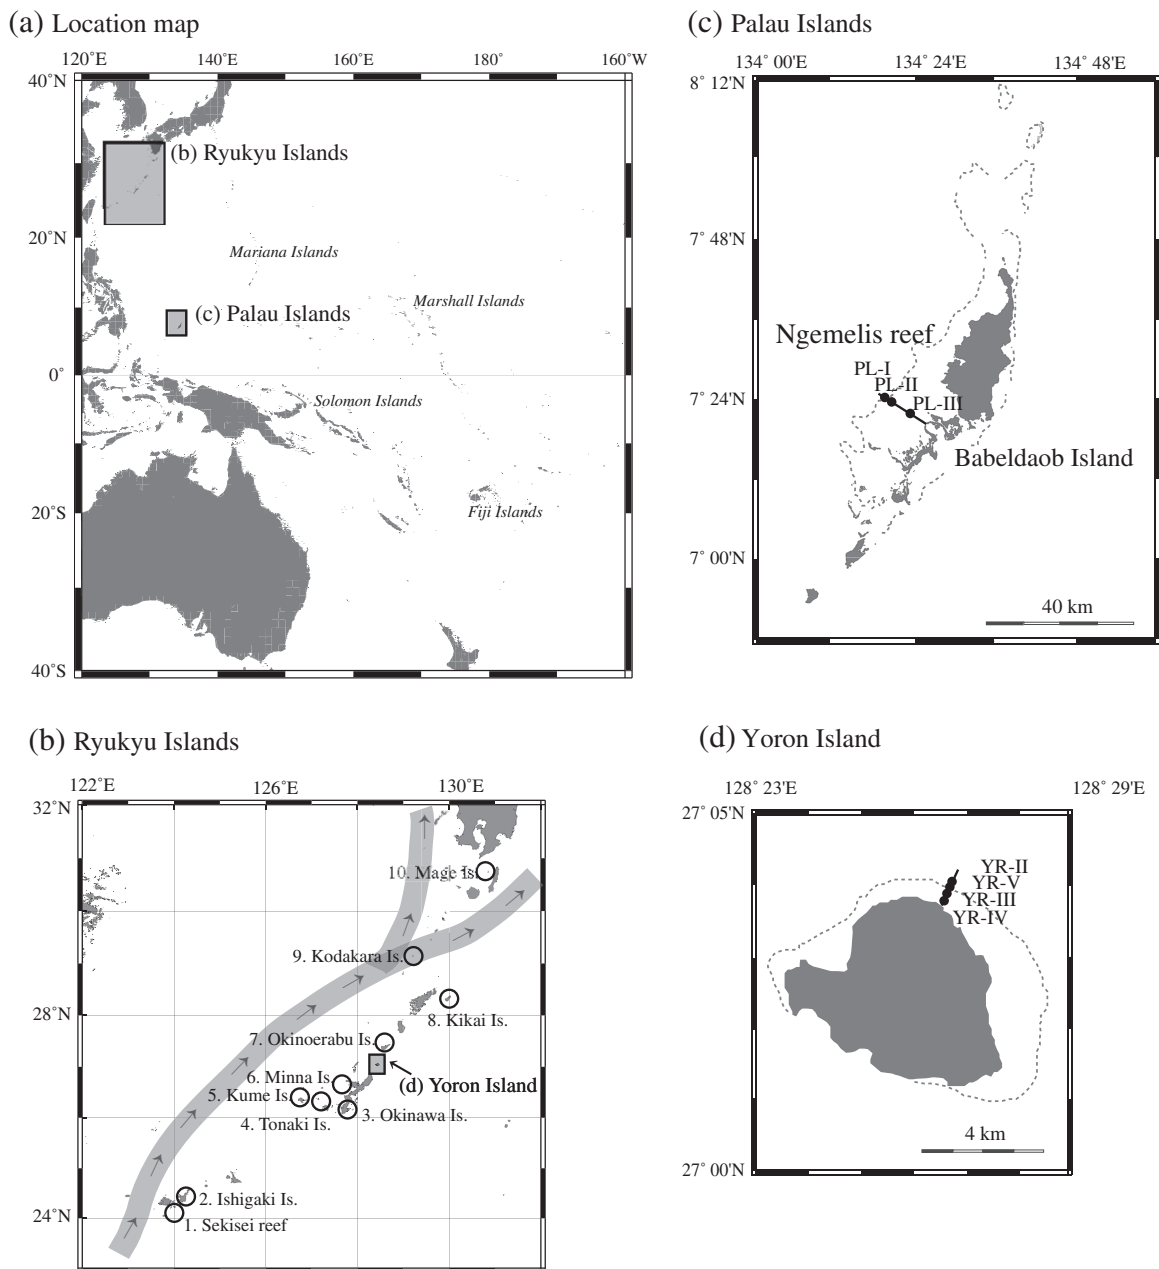 (a) Location map
120˚E 140˚E 160˚E 180˚ 160˚W
40˚N
(b) Ryukyu Islands
20˚N
Mariana Islands
Marshall Islands
(c) Palau Islands
0˚
Solomon Islands
20˚S
Fiji Islands
40˚S
(c) Palau Islands
134˚ 00'E 134˚ 24'E 134˚ 48'E
8˚ 12'N
7˚ 48'N
Ngemelis reef
PL-I
PL-II
7˚ 24'N
PL-III
Babeldaob Island
7˚ 00'N
40 km
(b) Ryukyu Islands
122˚E 126˚E 130˚E
32˚N
10. Mage Is.
9. Kodakara Is.
28˚N
8. Kikai Is.
7. Okinoerabu Is.
6. Minna Is.
(d) Yoron Island
5. Kume Is.
3. Okinawa Is.
4. Tonaki Is.
2. Ishigaki Is.
24˚N
1. Sekisei reef
(d) Yoron Island
128˚ 23'E 128˚ 29'E
27˚ 05'N
YR-II
YR-V
YR-III
YR-IV
4 km
27˚ 00'N